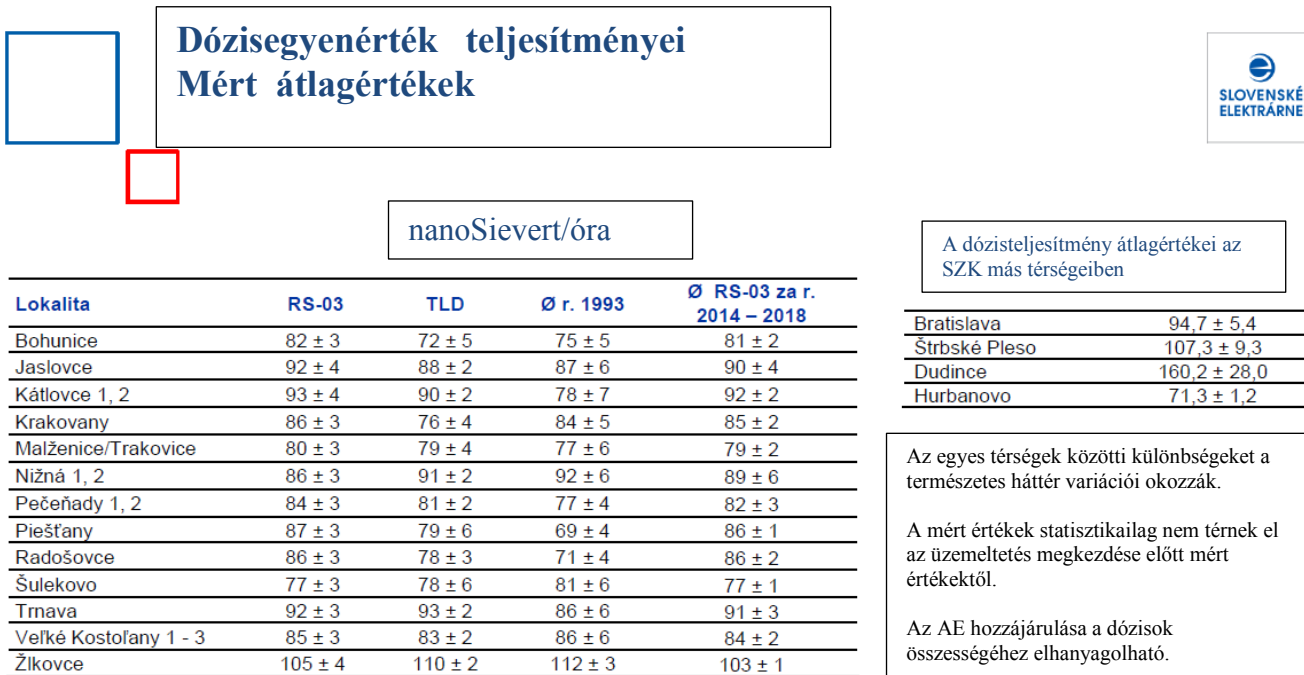 Dózisegyenérték teljesítményei
Mért átlagértékek
SLOVENSKÉ
ELEKTRÁRNE
nanoSievert/óra
Lokalita RS-03 TLD Ø r. 1993 Ø RS-03 za r. 2014 – 2018
Bohunice 82 ± 3 72 ± 5 75 ± 5 81 ± 2
Jaslovce 92 ± 4 88 ± 2 87 ± 6 90 ± 4
Kátlovce 1, 2 93 ± 4 90 ± 2 78 ± 7 92 ± 2
Krakovany 86 ± 3 76 ± 4 84 ± 5 85 ± 2
Malženice/Trakovice 80 ± 3 79 ± 4 77 ± 6 79 ± 2
Nižná 1, 2 86 ± 3 91 ± 2 92 ± 6 89 ± 6
Pečeňady 1, 2 84 ± 3 81 ± 2 77 ± 4 82 ± 3
Piešťany 87 ± 3 79 ± 6 69 ± 4 86 ± 1
Radošovce 86 ± 3 78 ± 3 71 ± 4 86 ± 2
Šulekovo 77 ± 3 78 ± 6 81 ± 6 77 ± 1
Trnava 92 ± 3 93 ± 2 86 ± 6 91 ± 3
Veľké Kostoľany 1 - 3 85 ± 3 83 ± 2 86 ± 6 84 ± 2
Žlkovce 105 ± 4 110 ± 2 112 ± 3 103 ± 1
A dózisteljesítmény átlagértékei az
SZK más térségeiben
Bratislava 94,7 ± 5,4
Štrbské Pleso 107,3 ± 9,3
Dudince 160,2 ± 28,0
Hurbanovo 71,3 ± 1,2
Az egyes térségek közötti különbségeket a
természetes háttér variációi okozzák.
A mért értékek statisztikailag nem térnek el
az üzemeltetés megkezdése előtt mért
értékektől.
Az AE hozzájárulása a dózisok
összességéhez elhanyagolható.